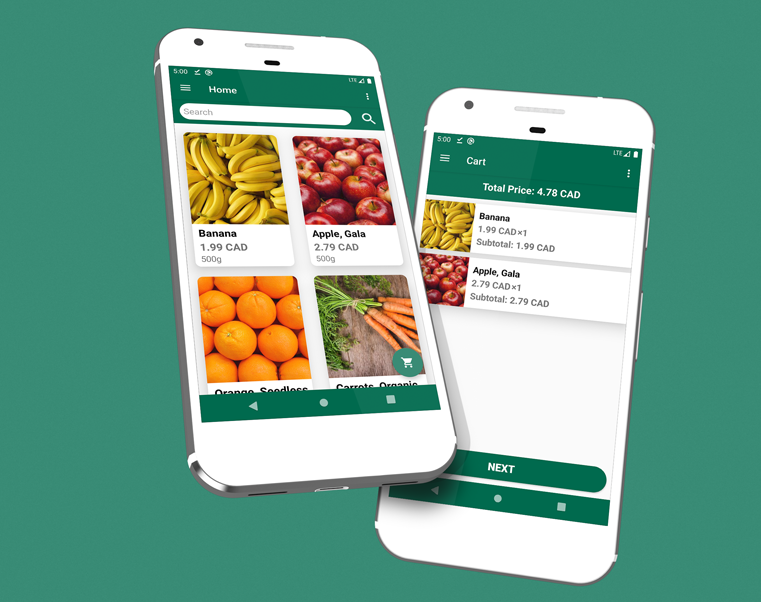 5:00
LTE
Home
Search
Banana
1.99 CAD
500g
Apple, Gala
2.79 CAD
500g
Orange, Seedless
Carrots, Organic
5:00
LTE
Cart
Total Price: 4.78 CAD
Banana
1.99 CAD×1
Subtotal: 1.99 CAD
Apple, Gala
2.79 CAD×1
Subtotal: 2.79 CAD
NEXT